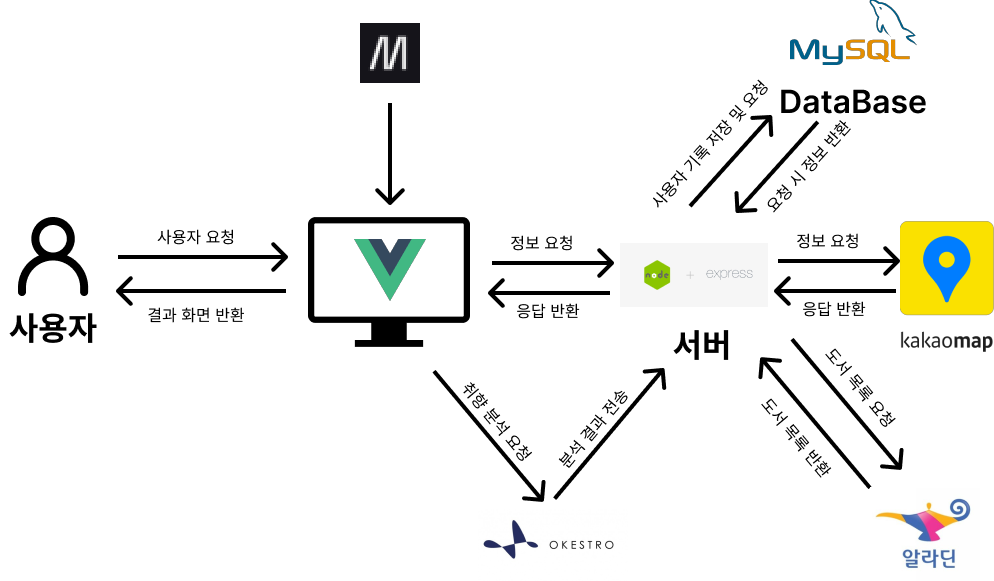 M
MySQL
DataBase
사용자 기록 저장 및 요청
요청 시 정보 반환
사용자 요청
결과 화면 반환
사용자
정보 요청
응답 반환
node + express
서버
정보 요청
응답 반환
kakaomap
취향 분석 요청
분석 결과 전송
도서 목록 요청
도서 목록 반환
OKESTRO
알라딘